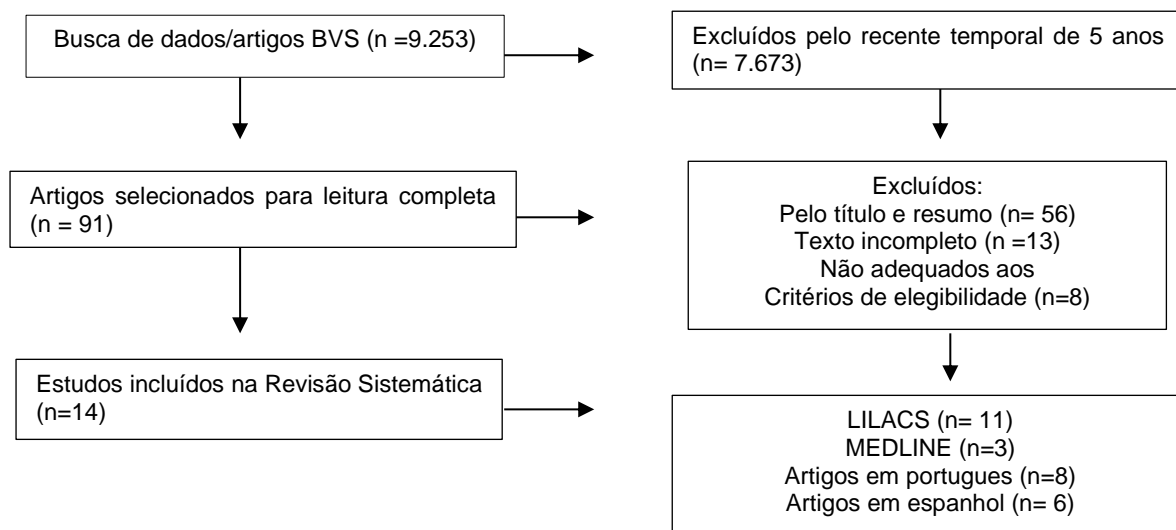 Busca de dados/artigos BVS (n =9.253)
Excluídos pelo recente temporal de 5 anos
(n= 7.673)
Artigos selecionados para leitura completa
(n = 91)
Excluídos:
Pelo título e resumo (n= 56)
Texto incompleto (n =13)
Não adequados aos
Critérios de elegibilidade (n=8)
Estudos incluídos na Revisão Sistemática
(n=14)
LILACS (n= 11)
MEDLINE (n=3)
Artigos em portugues (n=8)
Artigos em espanhol (n= 6)